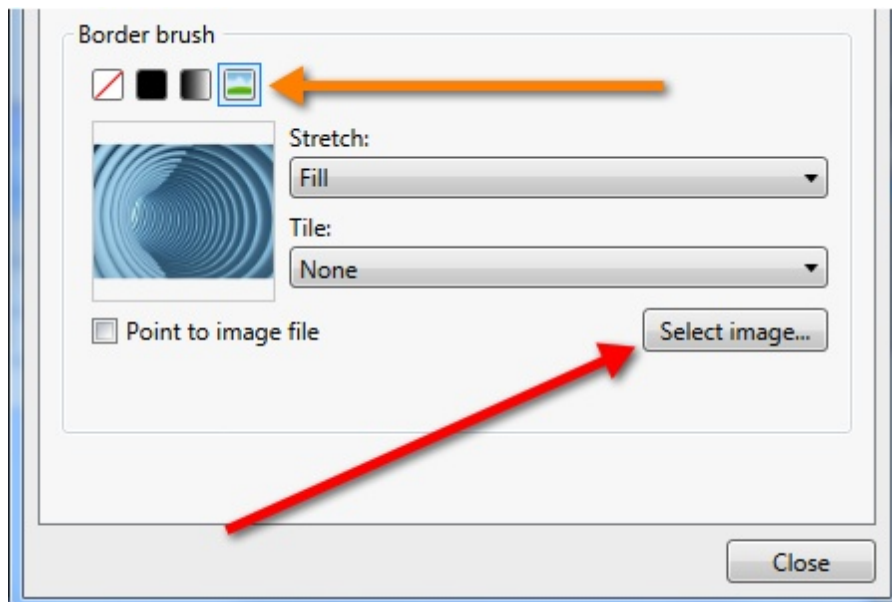 Border brush
Stretch:
Fill
Tile:
None
Point to image file
Select image...
Close